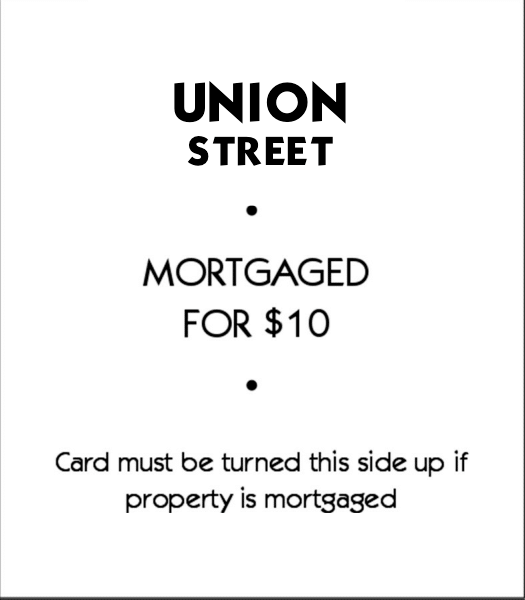 UNION
STREET
•
MORTGAGED
FOR $10
•
Card must be turned this side up if
property is mortgaged